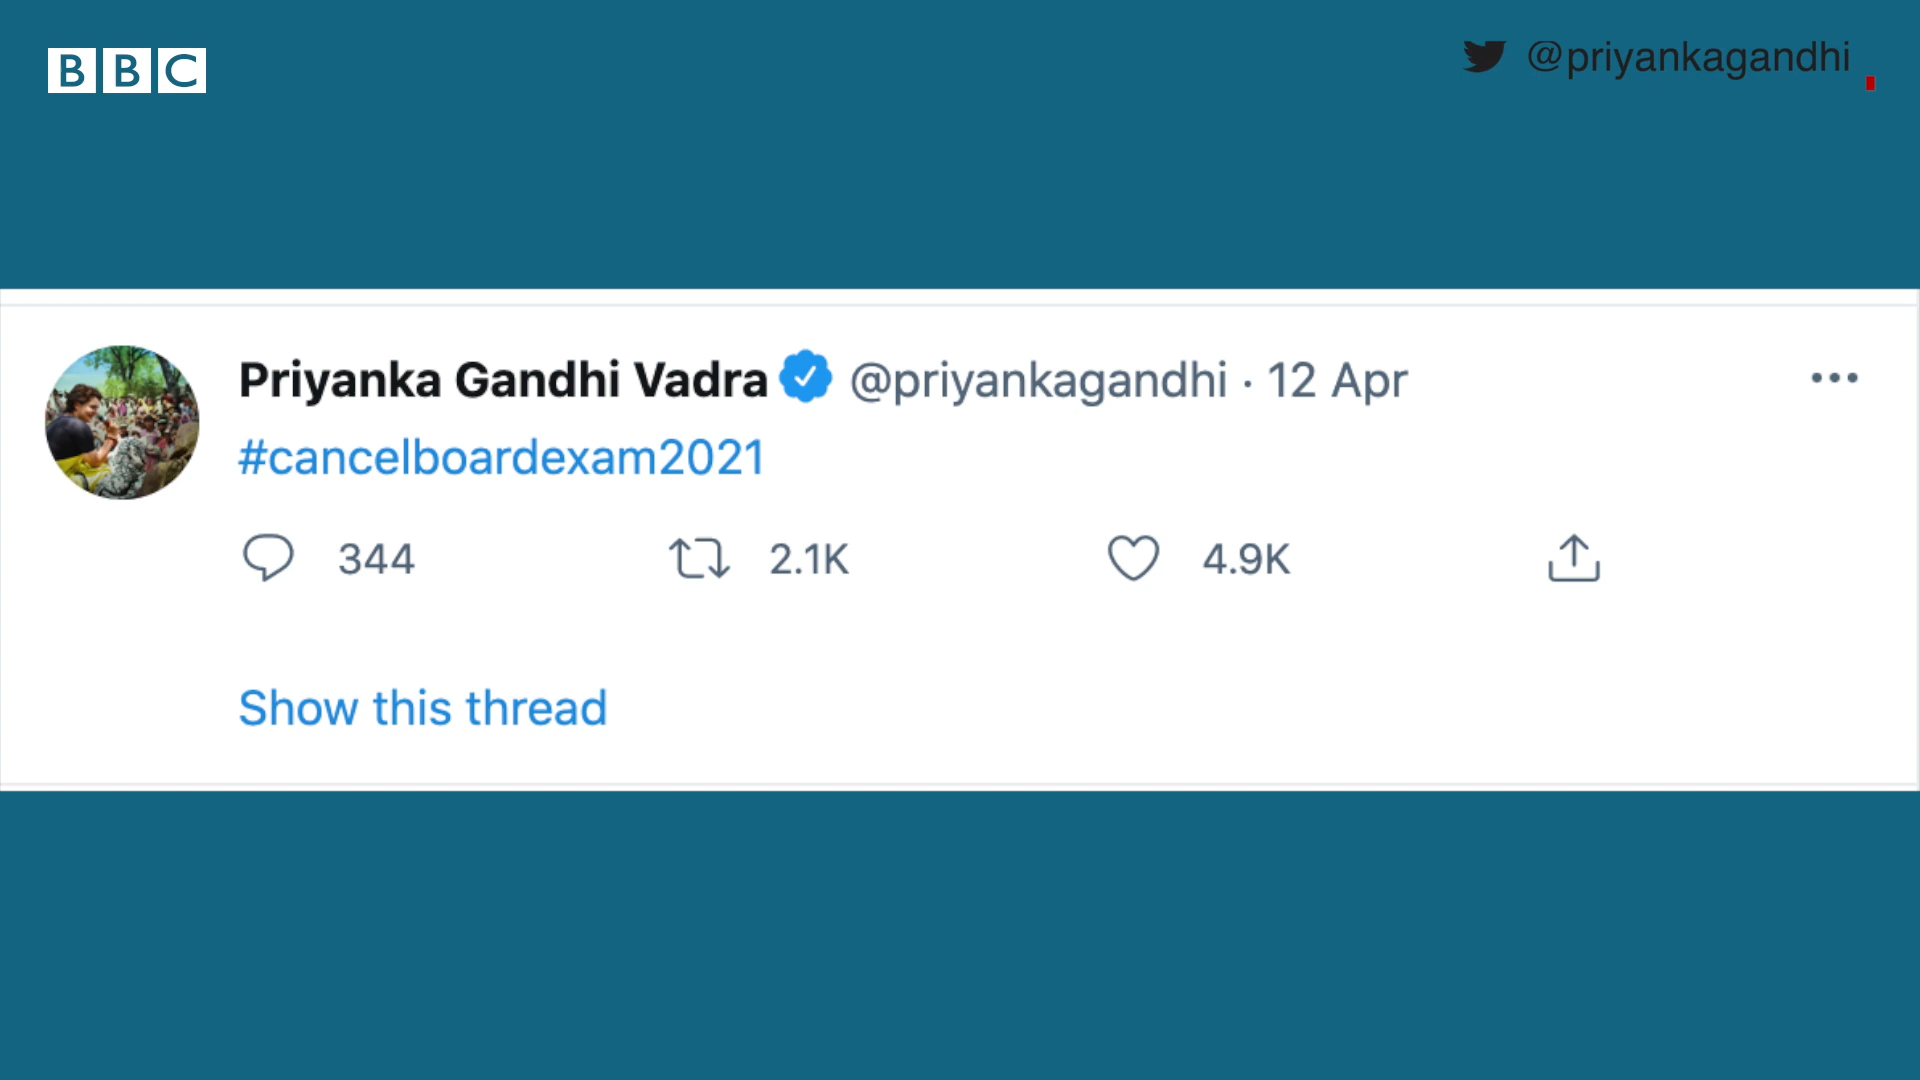 BBC
@priyankagandhi
Priyanka Gandhi Vadra @priyankagandhi · 12 Apr
#cancelboardexam2021
344 2.1K 4.9K
Show this thread